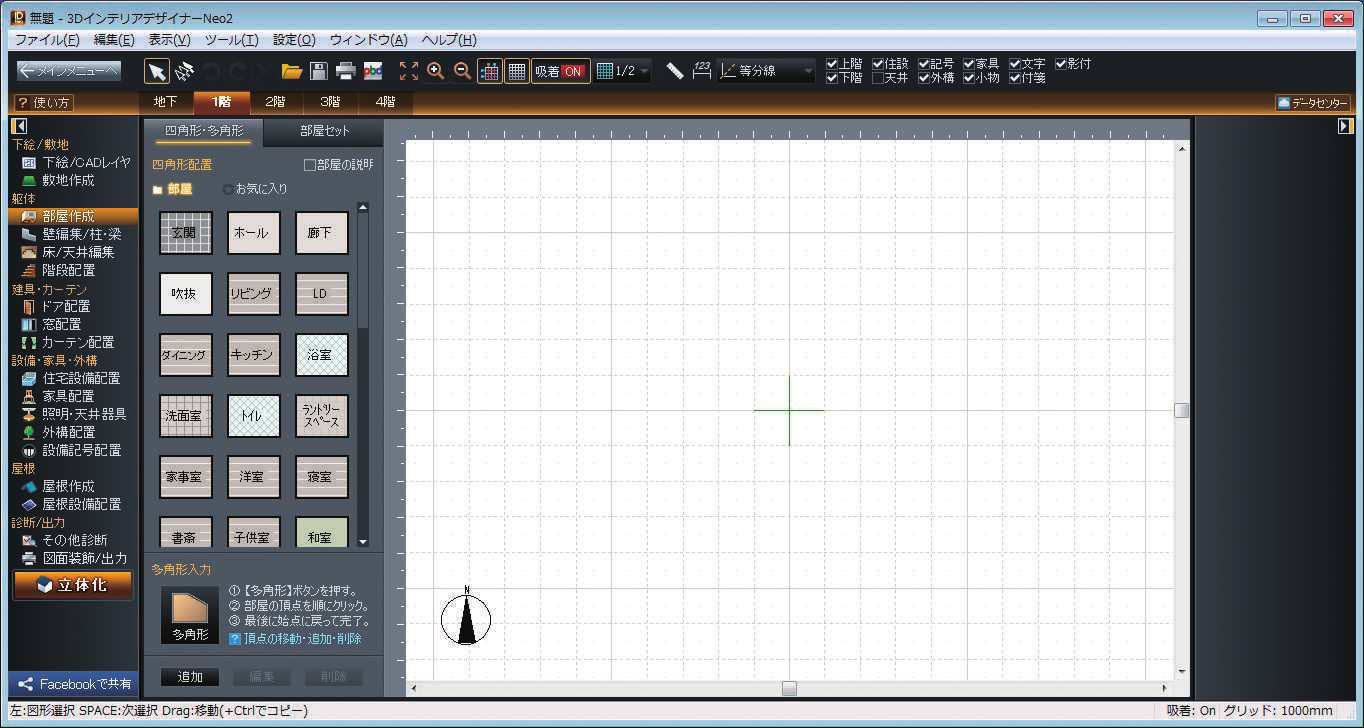 無題 - 3DインテリアデザイナーNeo2
ファイル(F) 編集(E) 表示(V) ツール(T) 設定(O) ウィンドウ(A) ヘルプ(H)
メインメニューへ
pbc
吸着 ON
1/2
123
等分線
上階 住設 記号 家具 文字 影付
下階 天井 外構 小物 付箋
? 使い方
地下 1階 2階 3階 4階
データセンター
下絵/敷地
下絵/CADレイヤ
敷地作成
躯体
部屋作成
壁編集/柱・梁
床/天井編集
階段配置
建具・カーテン
ドア配置
窓配置
カーテン配置
設備・家具・外構
住宅設備配置
家具配置
照明・天井器具
外構配置
設備記号配置
屋根
屋根作成
屋根設備配置
診断/出力
その他診断
図面装飾/出力
立体化
Facebookで共有
四角形・多角形 部屋セット
四角形配置 部屋の説明
部屋 お気に入り
玄関 ホール 廊下
吹抜 リビング LD
ダイニング キッチン 浴室
洗面室 トイレ ラントリースペース
家事室 洋室 寝室
書斎 子供室 和室
多角形入力
多角形
① 【多角形】ボタンを押す。
② 部屋の頂点を順にクリック。
③ 最後に始点に戻って完了。
? 頂点の移動・追加・削除
追加 編集 削除
N
左:図形選択 SPACE:次選択 Drag:移動(+Ctrlでコピー)
吸着: On グリッド: 1000mm